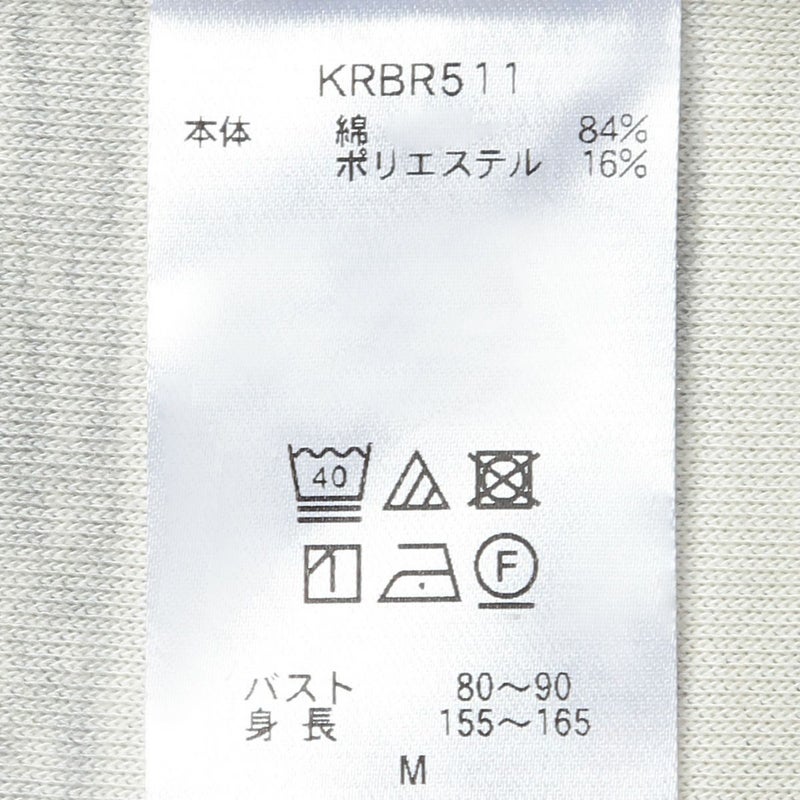 KRBR511
本体 綿 84%
ポリエステル 16%
40
F
バスト 80〜90
身長 155〜165
M